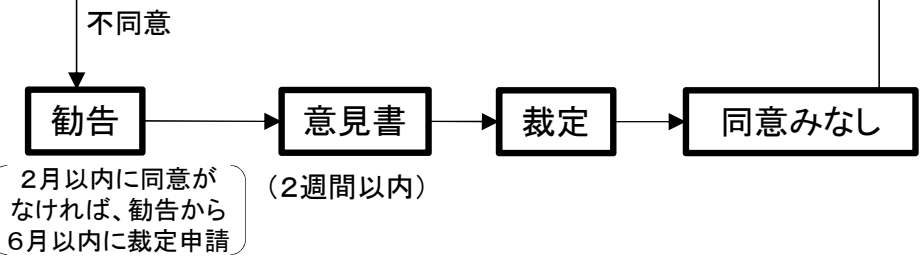 不同意
勧告
意見書
裁定
同意みなし
2月以内に同意が
なければ、勧告から
6月以内に裁定申請
(2週間以内)